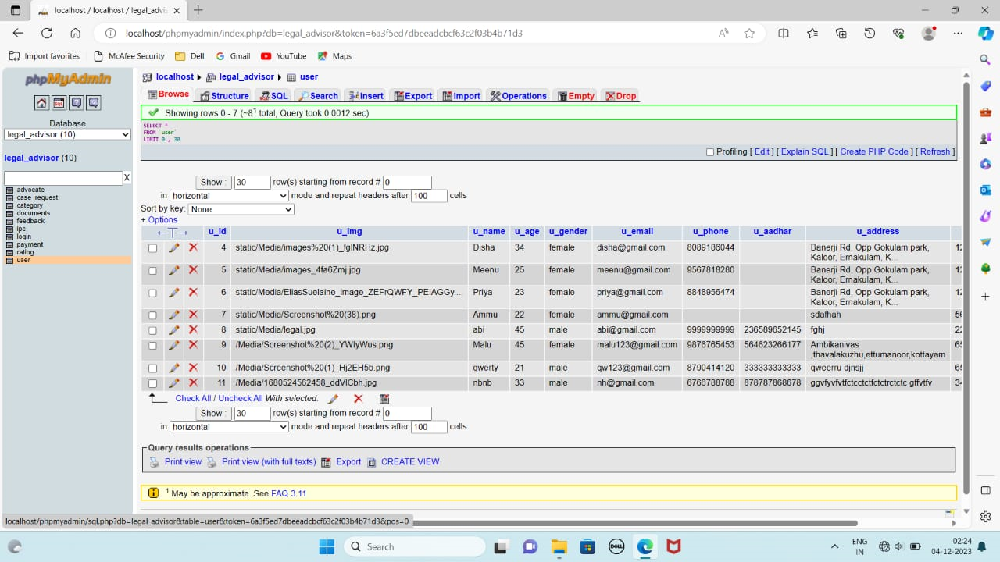 localhost / localhost / legal_advis
localhost/phpmyadmin/index.php?db=legal_advisor&token=6a3f5ed7dbeeadcbcf63c2f03b4b71d3
Import favorites McAfee Security Dell Gmail YouTube Maps
phpMyAdmin
Database
legal_advisor (10)
legal_advisor (10)
X
advocate
case_request
category
documents
feedback
ipc
login
payment
rating
user
localhost legal_advisor user
Browse Structure SQL Search Insert Export Import Operations Empty Drop
Showing rows 0 - 7 (~8¹ total, Query took 0.0012 sec)
SELECT *
FROM `user`
LIMIT 0 , 30
Profiling [ Edit ] [ Explain SQL ] [ Create PHP Code ] [ Refresh ]
Show : 30 row(s) starting from record # 0
in horizontal mode and repeat headers after 100 cells
Sort by key: None
+ Options
←T→ u_id u_img u_name u_age u_gender u_email u_phone u_aadhar u_address
4 static/Media/images%20(1)_fglNRHz.jpg Disha 34 female disha@gmail.com 8089186044 Banerji Rd, Opp Gokulam park, Kaloor, Ernakulam, K... 12
5 static/Media/images_4fa6Zmj.jpg Meenu 25 female meenu@gmail.com 9567818280 Banerji Rd, Opp Gokulam park, Kaloor, Ernakulam, K... 12
6 static/Media/EliasSuelaine_image_ZEFrQWFY_PEIAGGy.... Priya 23 female priya@gmail.com 8848956474 Banerji Rd, Opp Gokulam park, Kaloor, Ernakulam, K... 12
7 static/Media/Screenshot%20(38).png Ammu 22 female ammu@gmail.com sdafhah 56
8 static/Media/legal.jpg abi 45 male abi@gmail.com 9999999999 236589652145 fghj 22
9 /Media/Screenshot%20(2)_YWlyWus.png Malu 45 female malu123@gmail.com 9876765453 564623266177 Ambikanivas ,thavalakuzhu,ettumanoor,kottayam 65
10 /Media/Screenshot%20(1)_Hj2EH5b.png qwerty 21 male qw123@gmail.com 8790414120 333333333333 qweerru djnsjj 65
11 /Media/1680524562458_ddVlCbh.jpg nbnb 33 male nh@gmail.com 6766788788 878787868678 ggvfyvfvtfctcctctfctctrctctc gffvtfv 34
Check All / Uncheck All With selected:
Show : 30 row(s) starting from record # 0
in horizontal mode and repeat headers after 100 cells
Query results operations
Print view Print view (with full texts) Export CREATE VIEW
¹ May be approximate. See FAQ 3.11
localhost/phpmyadmin/sql.php?db=legal_advisor&table=user&token=6a3f5ed7dbeeadcbcf63c2f03b4b71d3&pos=0
Search
DELL
ENG
IN
02:24
04-12-2023